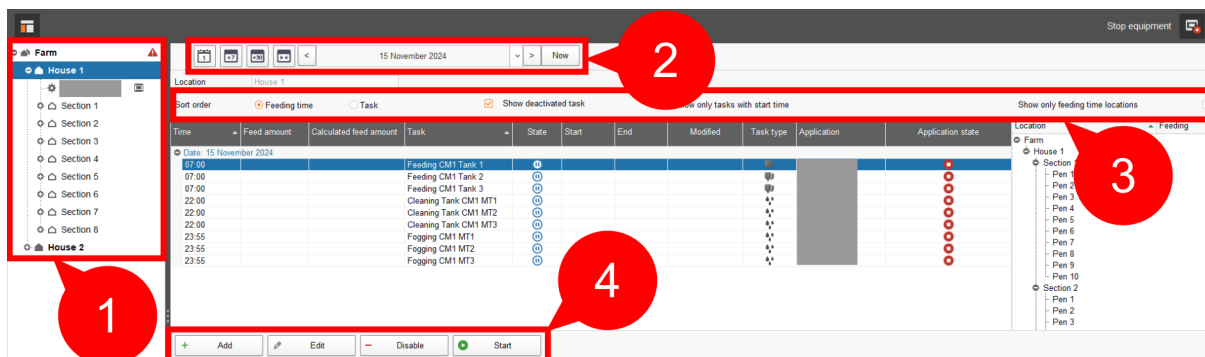 Stop equipment
Farm
House 1
Section 1
Section 2
Section 3
Section 4
Section 5
Section 6
Section 7
Section 8
House 2
1
1 +7 +30 < 15 November 2024 > Now
2
Location House 1
Sort order Feeding time Task Show deactivated task how only tasks with start time Show only feeding time locations
Time Feed amount Calculated feed amount Task State Start End Modified Task type Application Application state
Date: 15 November 2024
07:00 Feeding CM1 Tank 1
07:00 Feeding CM1 Tank 2
07:00 Feeding CM1 Tank 3
22:00 Cleaning Tank CM1 MT1
22:00 Cleaning Tank CM1 MT2
22:00 Cleaning Tank CM1 MT3
23:55 Fogging CM1 MT1
23:55 Fogging CM1 MT2
23:55 Fogging CM1 MT3
Location Feeding
Farm
House 1
Section
Pen 1
Pen 2
Pen 3
Pen 4
Pen 5
Pen 6
Pen 7
Pen 8
Pen 9
Pen 10
Section 2
Pen 1
Pen 2
Pen 3
3
4
+ Add Edit − Disable Start